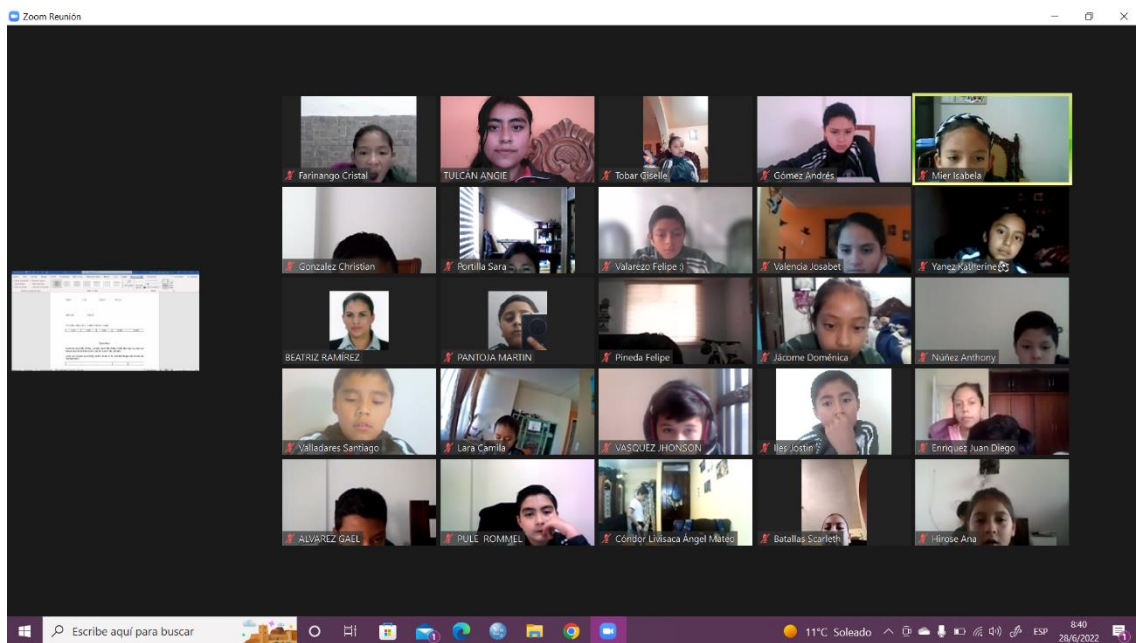 Zoom Reunión
Farinango Cristal
TULCÁN ANGIE
Tobar Giselle
Gómez Andrés
Mier Isabela
Gonzalez Christian
Portilla Sara
Valarezo Felipe :)
Valencia Josabet
Yanez Katherine
BEATRIZ RAMÍREZ
PANTOJA MARTIN
Pineda Felipe
Jácome Doménica
Núñez Anthony
Valladares Santiago
Lara Camila
VASQUEZ JHONSON
Iles Jostin
Enriquez Juan Diego
ALVAREZ GAEL
PULE ROMMEL
Cóndor Livisaca Ángel Mateo
Batallas Scarleth
Hirose Ana
Escribe aquí para buscar
11°C Soleado
ESP
8:40
28/6/2022